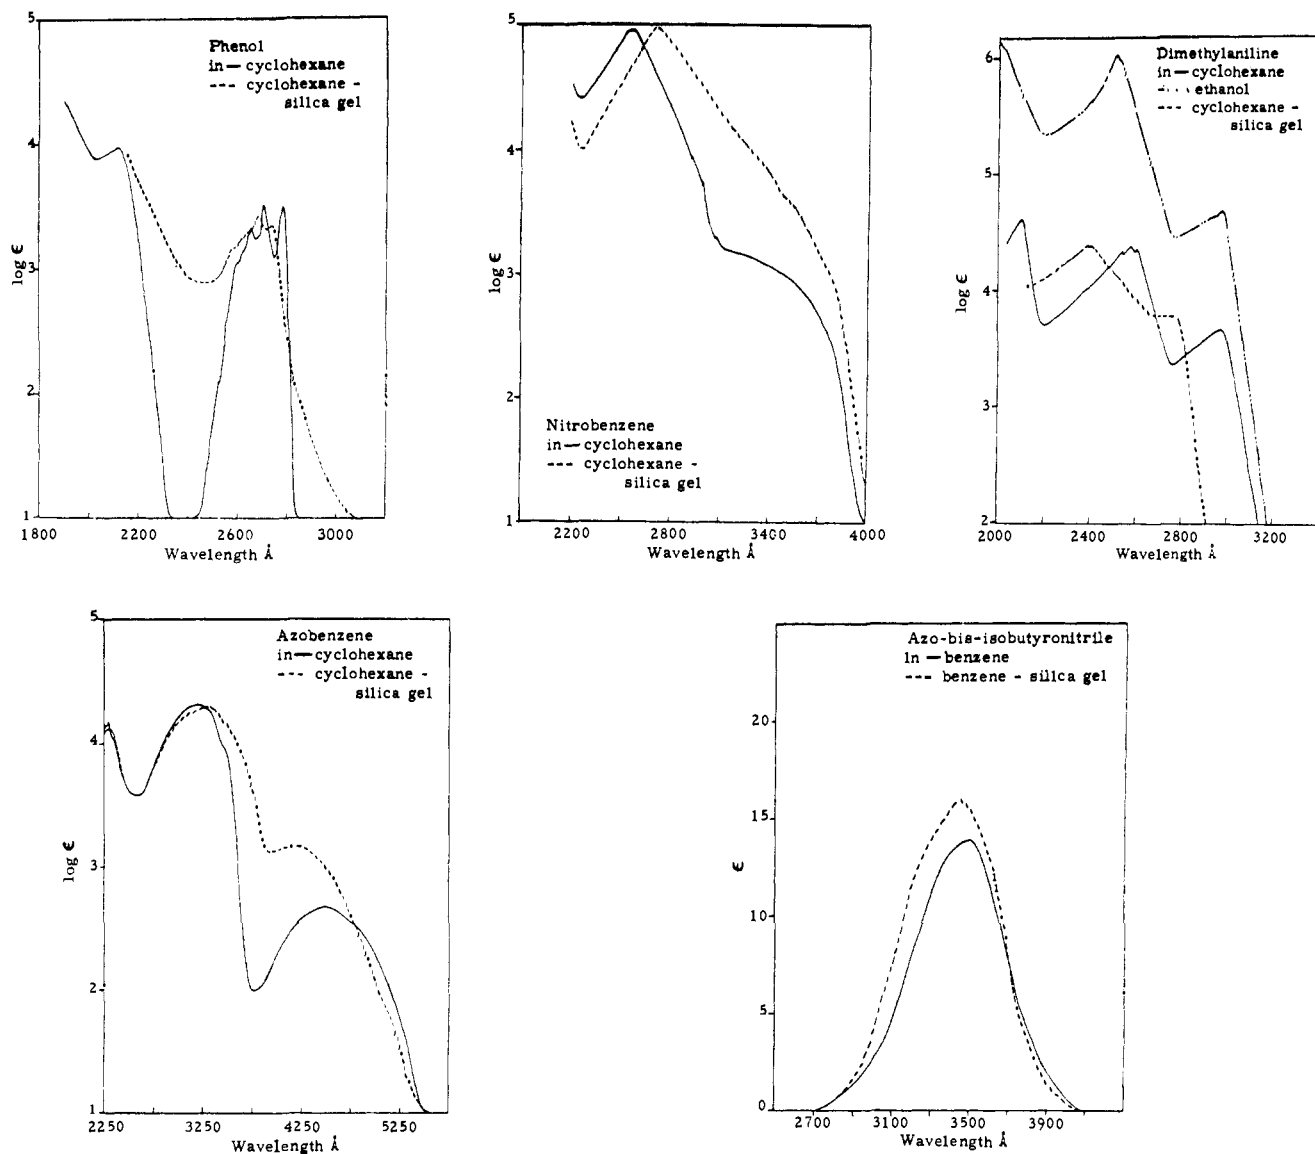 Phenol
in — cyclohexane
--- cyclohexane -
silica gel
5
4
3
2
1
log ϵ
1800 2200 2600 3000
Wavelength Å
Nitrobenzene
in — cyclohexane
--- cyclohexane -
silica gel
5
4
3
2
1
log ϵ
2200 2800 3400 4000
Wavelength Å
Dimethylaniline
in — cyclohexane
-··- ethanol
--- cyclohexane -
silica gel
6
5
4
3
2
log ϵ
2000 2400 2800 3200
Wavelength Å
Azobenzene
in — cyclohexane
--- cyclohexane -
silica gel
5
4
3
2
1
log ϵ
2250 3250 4250 5250
Wavelength Å
Azo-bis-isobutyronitrile
in — benzene
--- benzene - silica gel
20
15
10
5
0
ϵ
2700 3100 3500 3900
Wavelength Å